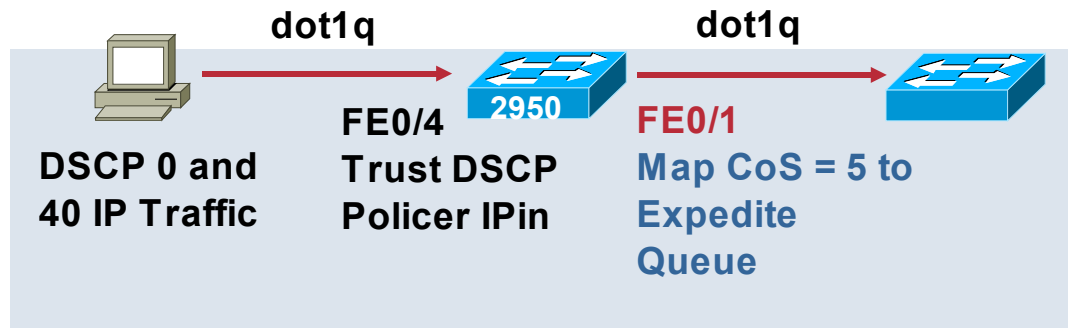 dot1q
dot1q
2950
DSCP 0 and
40 IP Traffic
FE0/4
Trust DSCP
Policer IPin
FE0/1
Map CoS = 5 to
Expedite
Queue